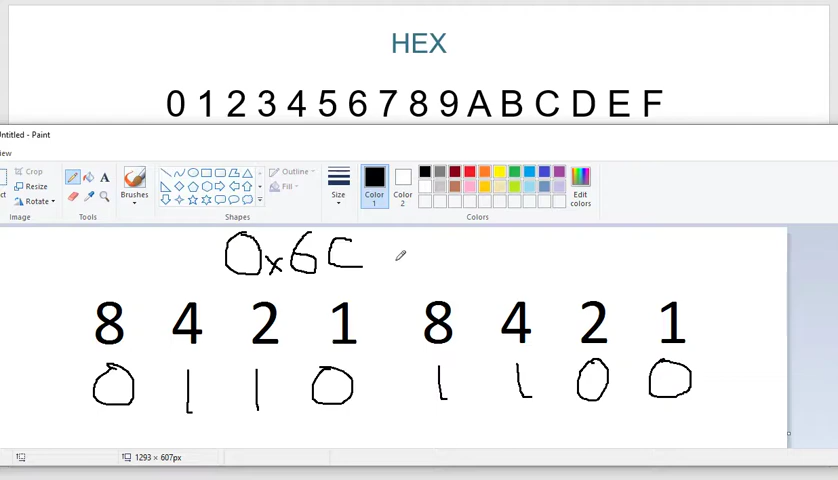 HEX
0 1 2 3 4 5 6 7 8 9 A B C D E F
Untitled - Paint
View
Crop
Resize
Rotate
Image
Tools
Brushes
Shapes
Outline
Fill
Size
Color 1
Color 2
Edit colors
Colors
0x6C
8 4 2 1 8 4 2 1
0 1 1 0 1 1 0 0
1293 × 607px